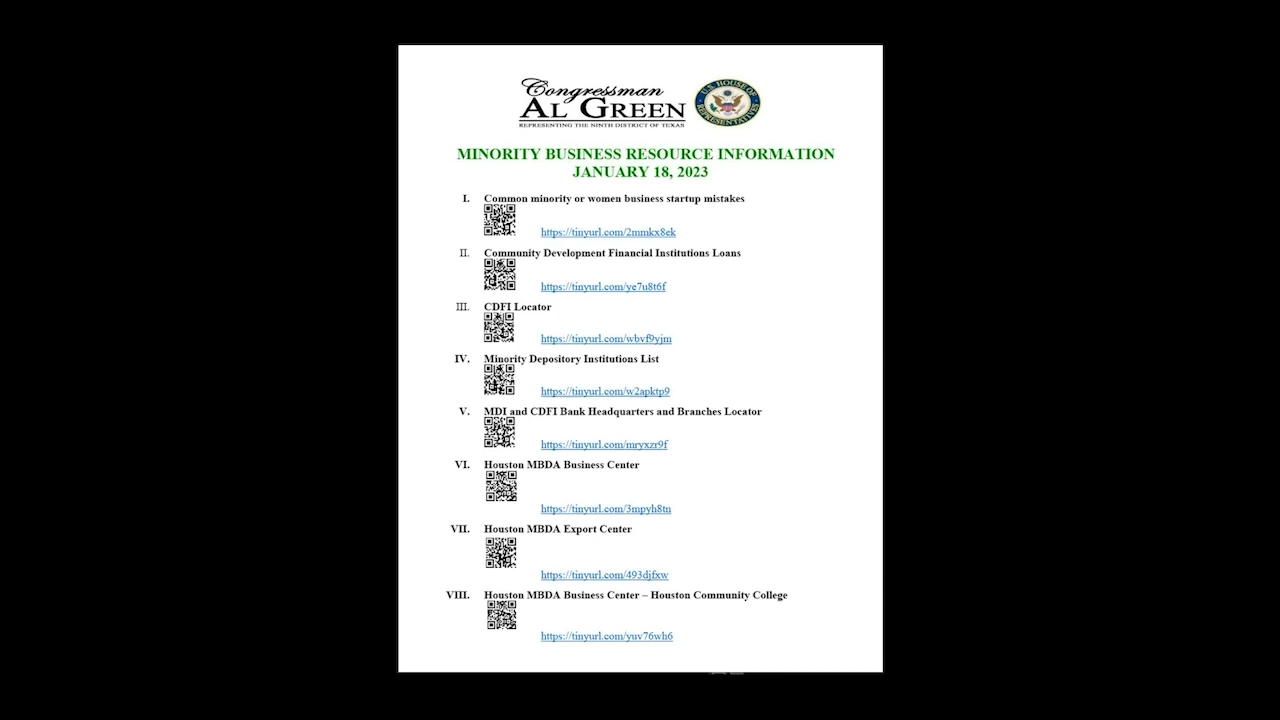 Congressman
AL GREEN
REPRESENTING THE NINTH DISTRICT OF TEXAS
U.S. HOUSE OF REPRESENTATIVES
MINORITY BUSINESS RESOURCE INFORMATION
JANUARY 18, 2023
I. Common minority or women business startup mistakes
https://tinyurl.com/2mmkx8ek
II. Community Development Financial Institutions Loans
https://tinyurl.com/ye7u8t6f
III. CDFI Locator
https://tinyurl.com/wbvf9yjm
IV. Minority Depository Institutions List
https://tinyurl.com/w2apktp9
V. MDI and CDFI Bank Headquarters and Branches Locator
https://tinyurl.com/mryxzr9f
VI. Houston MBDA Business Center
https://tinyurl.com/3mpyh8tn
VII. Houston MBDA Export Center
https://tinyurl.com/493djfxw
VIII. Houston MBDA Business Center – Houston Community College
https://tinyurl.com/yuv76wh6